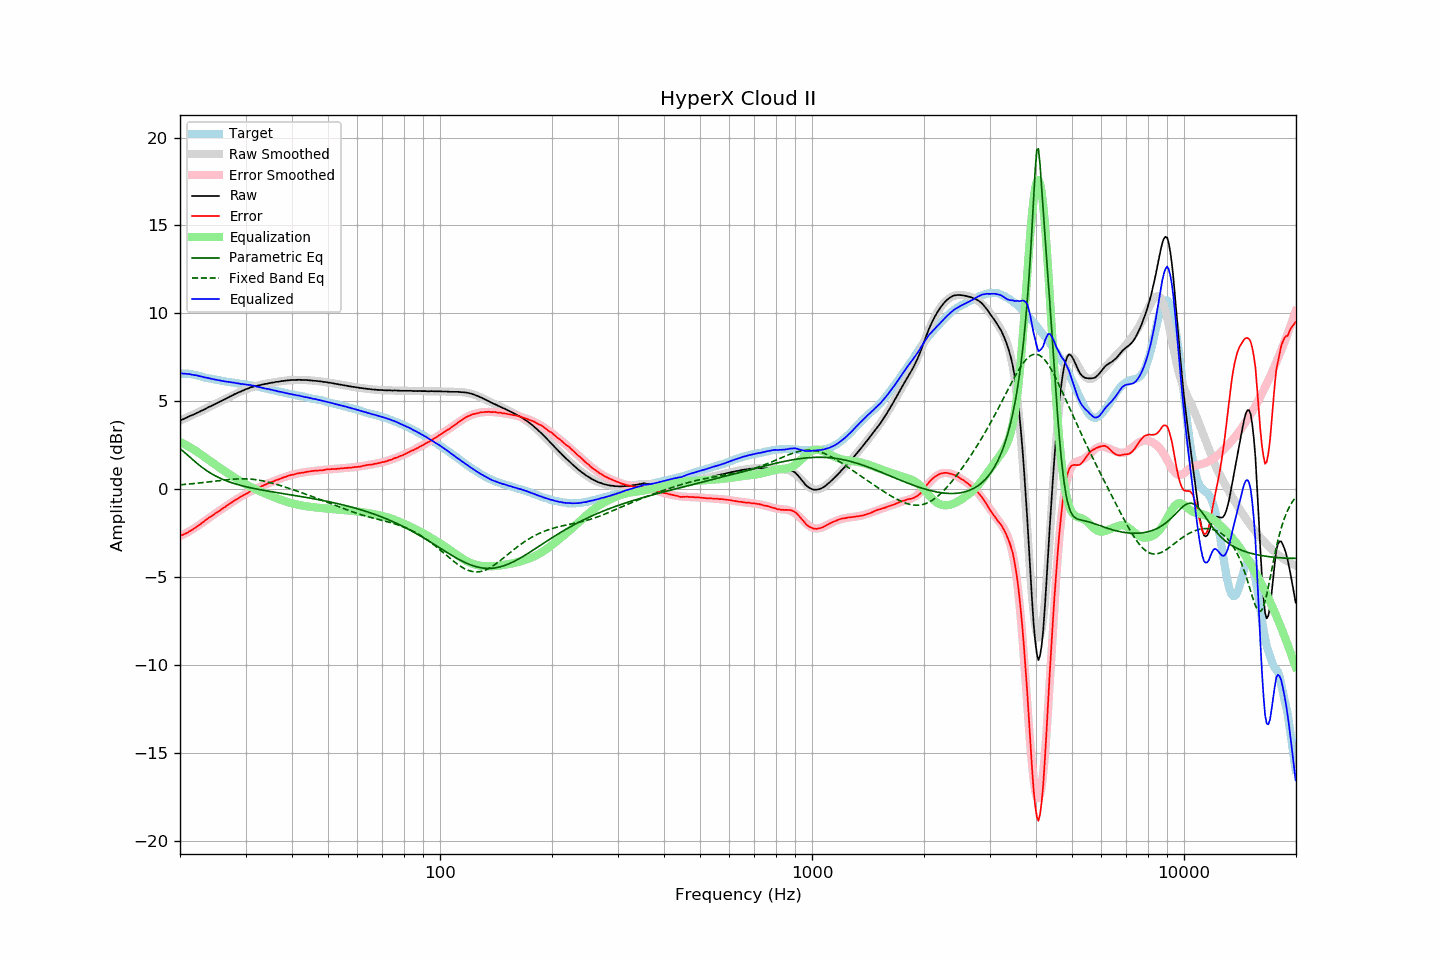 HyperX Cloud II
Target
Raw Smoothed
Error Smoothed
Raw
Error
Equalization
Parametric Eq
Fixed Band Eq
Equalized
20
15
10
5
0
−5
−10
−15
−20
Amplitude (dBr)
100
1000
10000
Frequency (Hz)